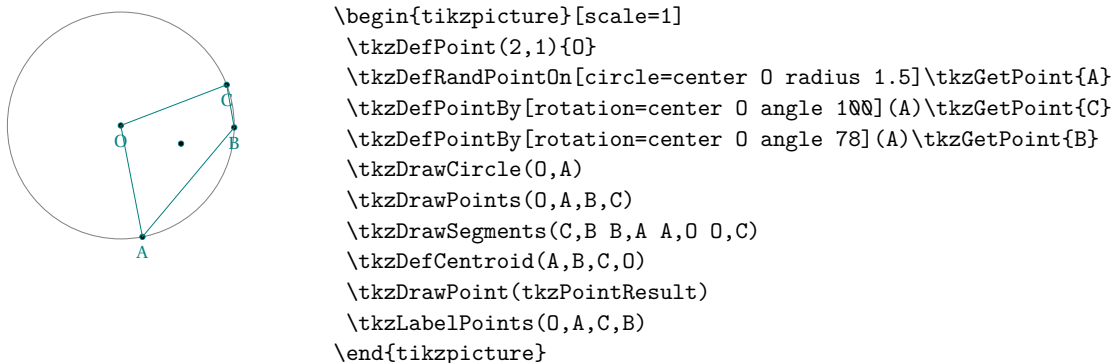 C
O
B
A
\begin{tikzpicture}[scale=1]
\tkzDefPoint(2,1){O}
\tkzDefRandPointOn[circle=center O radius 1.5]\tkzGetPoint{A}
\tkzDefPointBy[rotation=center O angle 100](A)\tkzGetPoint{C}
\tkzDefPointBy[rotation=center O angle 78](A)\tkzGetPoint{B}
\tkzDrawCircle(O,A)
\tkzDrawPoints(O,A,B,C)
\tkzDrawSegments(C,B B,A A,O O,C)
\tkzDefCentroid(A,B,C,O)
\tkzDrawPoint(tkzPointResult)
\tkzLabelPoints(O,A,C,B)
\end{tikzpicture}